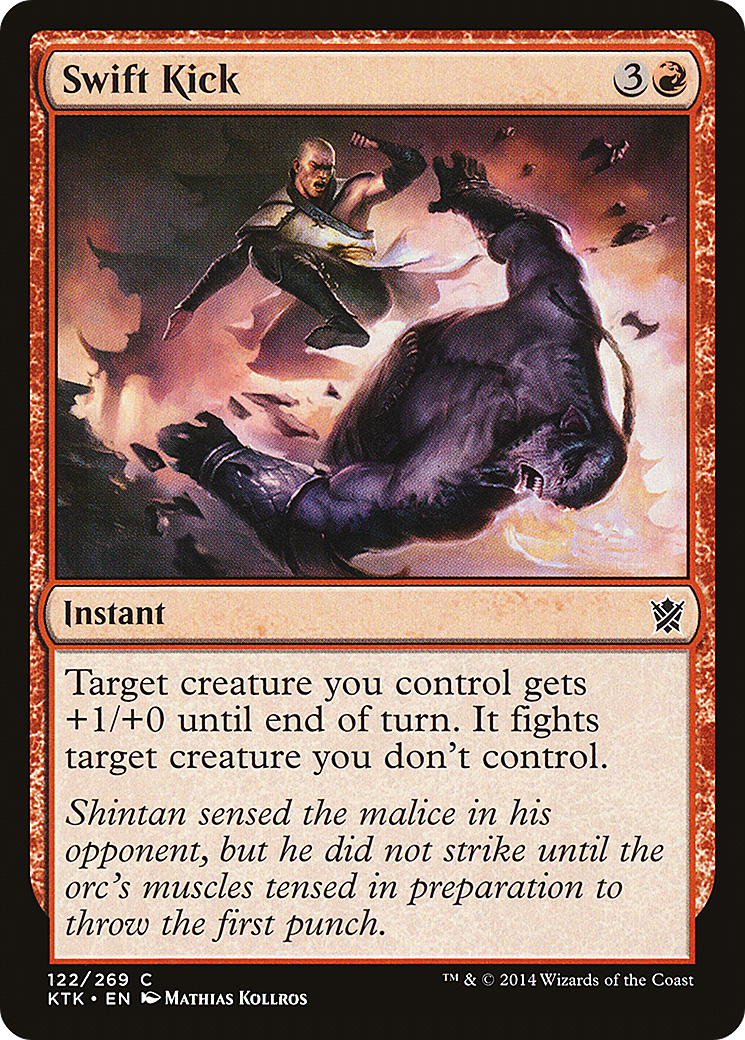 Swift Kick 3
Instant
Target creature you control gets
+1/+0 until end of turn. It fights
target creature you don't control.
Shintan sensed the malice in his
opponent, but he did not strike until the
orc's muscles tensed in preparation to
throw the first punch.
122/269 C
KTK • EN Mathias Kollros
™ & © 2014 Wizards of the Coast